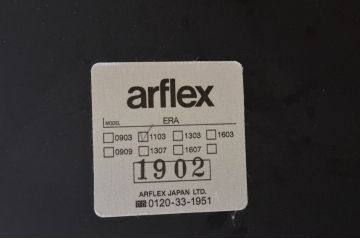 arflex
MODEL ERA
0903 1103 1303 1603
0909 1307 1607
1902
ARFLEX JAPAN LTD.
0120-33-1951